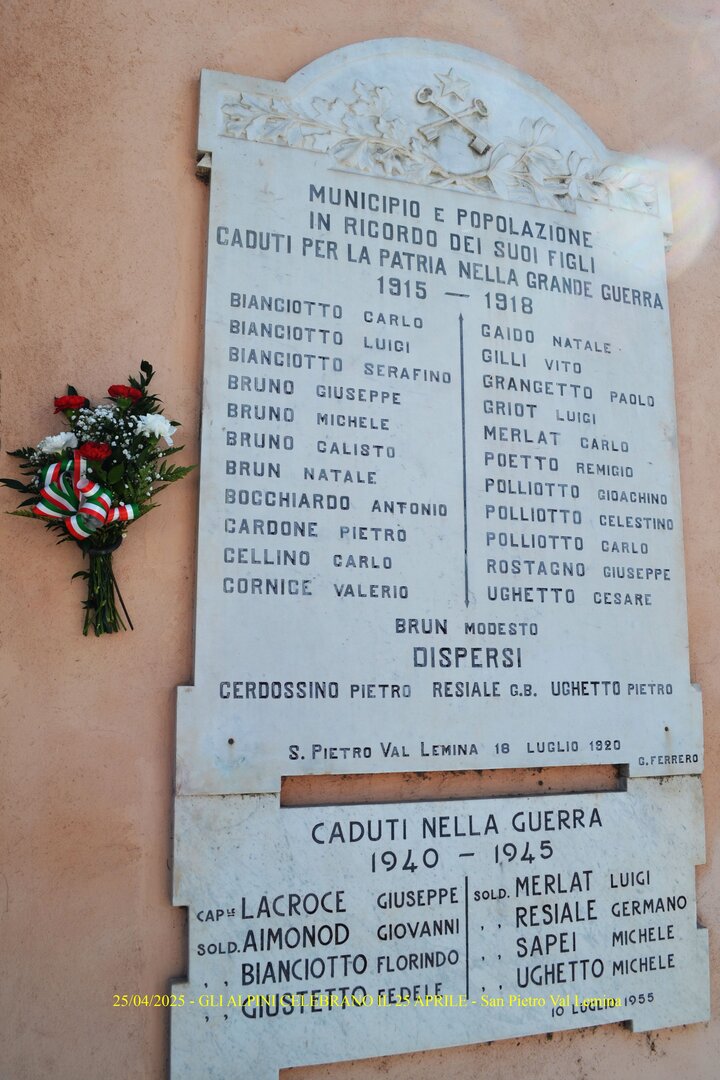 MUNICIPIO E POPOLAZIONE
IN RICORDO DEI SUOI FIGLI
CADUTI PER LA PATRIA NELLA GRANDE GUERRA
1915 — 1918
BIANCIOTTO CARLO
BIANCIOTTO LUIGI
BIANCIOTTO SERAFINO
BRUNO GIUSEPPE
BRUNO MICHELE
BRUNO CALISTO
BRUN NATALE
BOCCHIARDO ANTONIO
CARDONE PIETRO
CELLINO CARLO
CORNICE VALERIO
GAIDO NATALE
GILLI VITO
GRANGETTO PAOLO
GRIOT LUIGI
MERLAT CARLO
POETTO REMIGIO
POLLIOTTO GIOACHINO
POLLIOTTO CELESTINO
POLLIOTTO CARLO
ROSTAGNO GIUSEPPE
UGHETTO CESARE
BRUN MODESTO
DISPERSI
CERDOSSINO PIETRO RESIALE G.B. UGHETTO PIETRO
S. PIETRO VAL LEMINA 18 LUGLIO 1920
G. FERRERO
CADUTI NELLA GUERRA
1940 - 1945
CAP.LE LACROCE GIUSEPPE
SOLD. AIMONOD GIOVANNI
, , BIANCIOTTO FLORINDO
, , GIUSTETTO FEDELE
SOLD. MERLAT LUIGI
, , RESIALE GERMANO
, , SAPEI MICHELE
, , UGHETTO MICHELE
10 LUGLIO 1955
25/04/2025 - GLI ALPINI CELEBRANO IL 25 APRILE - San Pietro Val Lemina